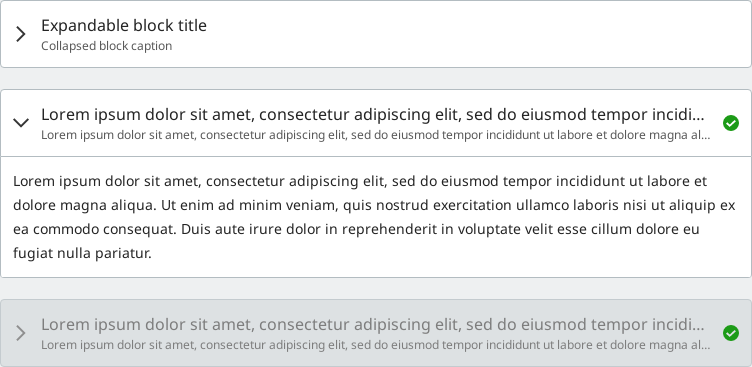 Expandable block title
Collapsed block caption
Lorem ipsum dolor sit amet, consectetur adipiscing elit, sed do eiusmod tempor incidi...
Lorem ipsum dolor sit amet, consectetur adipiscing elit, sed do eiusmod tempor incididunt ut labore et dolore magna al...
Lorem ipsum dolor sit amet, consectetur adipiscing elit, sed do eiusmod tempor incididunt ut labore et
dolore magna aliqua. Ut enim ad minim veniam, quis nostrud exercitation ullamco laboris nisi ut aliquip ex
ea commodo consequat. Duis aute irure dolor in reprehenderit in voluptate velit esse cillum dolore eu
fugiat nulla pariatur.
Lorem ipsum dolor sit amet, consectetur adipiscing elit, sed do eiusmod tempor incidi...
Lorem ipsum dolor sit amet, consectetur adipiscing elit, sed do eiusmod tempor incididunt ut labore et dolore magna al...